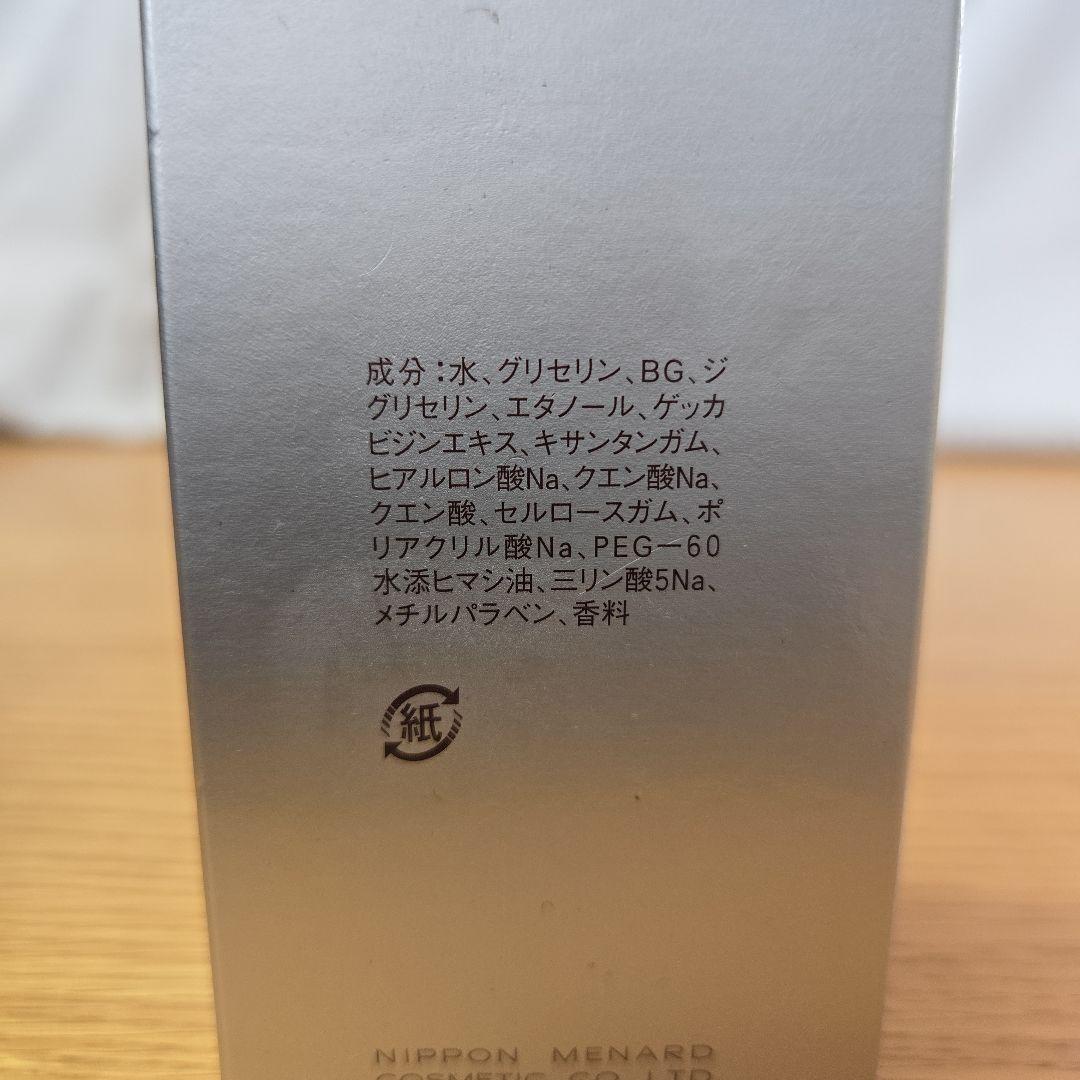 成分：水、グリセリン、BG、ジ
グリセリン、エタノール、ゲッカ
ビジンエキス、キサンタンガム、
ヒアルロン酸Na、クエン酸Na、
クエン酸、セルロースガム、ポ
リアクリル酸Na、PEG－60
水添ヒマシ油、三リン酸5Na、
メチルパラベン、香料
紙
NIPPON MENARD
COSMETIC CO.,LTD.